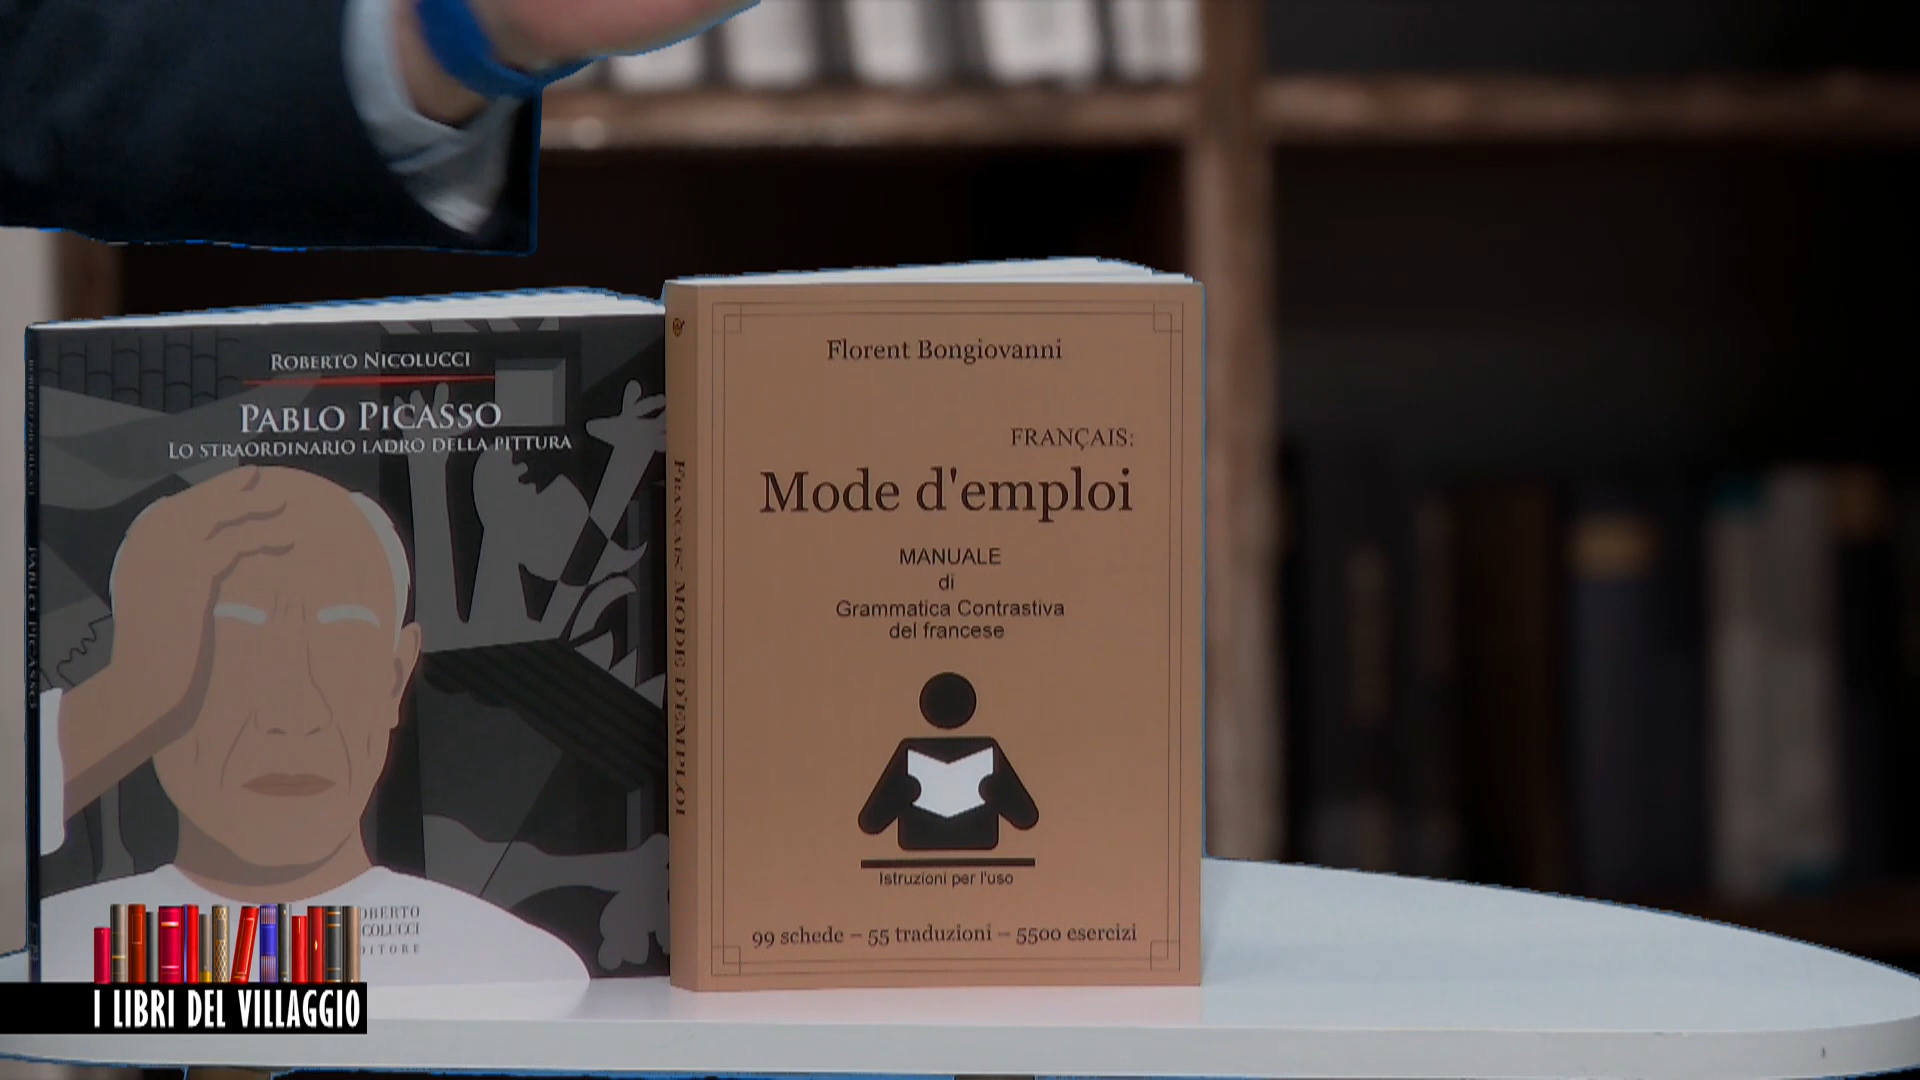 ROBERTO NICOLUCCI
PABLO PICASSO
LO STRAORDINARIO LADRO DELLA PITTURA
PABLO PICASSO
FRANÇAIS: MODE D'EMPLOI
Florent Bongiovanni
FRANÇAIS:
Mode d'emploi
MANUALE
di
Grammatica Contrastiva
del francese
Istruzioni per l'uso
99 schede – 55 traduzioni – 5500 esercizi
I LIBRI DEL VILLAGGIO